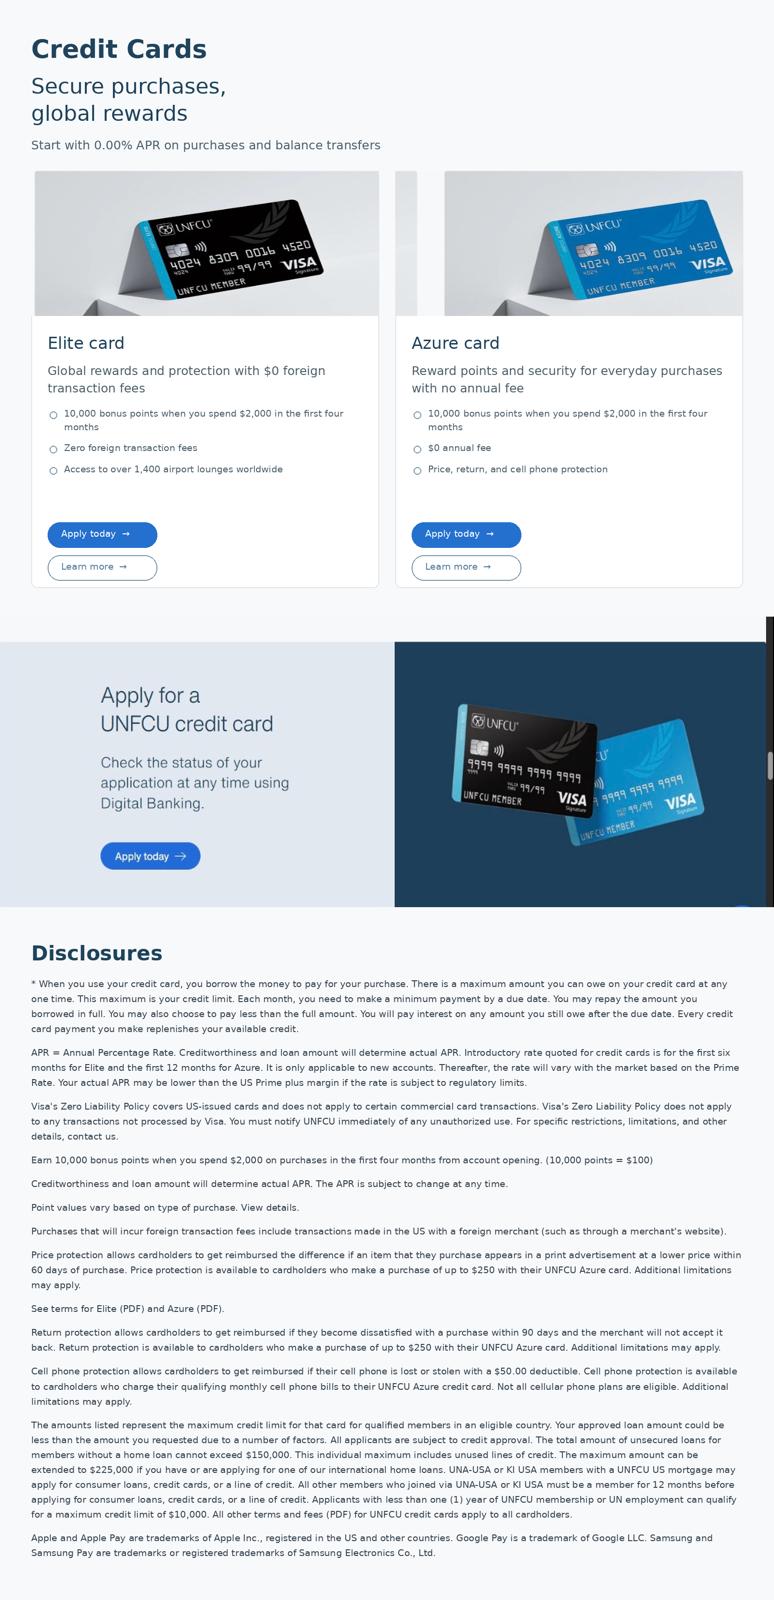 Credit Cards
Secure purchases,
global rewards
Start with 0.00% APR on purchases and balance transfers
UNFCU
4024 8309 0016 4520
4024
VALID THRU 99/99
UNFCU MEMBER
VISA
Signature
Elite card
Global rewards and protection with $0 foreign
transaction fees
10,000 bonus points when you spend $2,000 in the first four
months
Zero foreign transaction fees
Access to over 1,400 airport lounges worldwide
Apply today →
Learn more →
UNFCU
4024 8309 0016 4520
4024
VALID THRU 99/99
UNFCU MEMBER
VISA
Signature
Azure card
Reward points and security for everyday purchases
with no annual fee
10,000 bonus points when you spend $2,000 in the first four
months
$0 annual fee
Price, return, and cell phone protection
Apply today →
Learn more →
Apply for a
UNFCU credit card
Check the status of your
application at any time using
Digital Banking.
Apply today →
UNFCU
9999 9999 9999 9999
9999
VALID THRU 99/99
UNFCU MEMBER
VISA
Signature
9999 9999 9999
99/99
UNFCU MEMBER
VISA
Signature
Disclosures
* When you use your credit card, you borrow the money to pay for your purchase. There is a maximum amount you can owe on your credit card at any
one time. This maximum is your credit limit. Each month, you need to make a minimum payment by a due date. You may repay the amount you
borrowed in full. You may also choose to pay less than the full amount. You will pay interest on any amount you still owe after the due date. Every credit
card payment you make replenishes your available credit.
APR = Annual Percentage Rate. Creditworthiness and loan amount will determine actual APR. Introductory rate quoted for credit cards is for the first six
months for Elite and the first 12 months for Azure. It is only applicable to new accounts. Thereafter, the rate will vary with the market based on the Prime
Rate. Your actual APR may be lower than the US Prime plus margin if the rate is subject to regulatory limits.
Visa's Zero Liability Policy covers US-issued cards and does not apply to certain commercial card transactions. Visa's Zero Liability Policy does not apply
to any transactions not processed by Visa. You must notify UNFCU immediately of any unauthorized use. For specific restrictions, limitations, and other
details, contact us.
Earn 10,000 bonus points when you spend $2,000 on purchases in the first four months from account opening. (10,000 points = $100)
Creditworthiness and loan amount will determine actual APR. The APR is subject to change at any time.
Point values vary based on type of purchase. View details.
Purchases that will incur foreign transaction fees include transactions made in the US with a foreign merchant (such as through a merchant's website).
Price protection allows cardholders to get reimbursed the difference if an item that they purchase appears in a print advertisement at a lower price within
60 days of purchase. Price protection is available to cardholders who make a purchase of up to $250 with their UNFCU Azure card. Additional limitations
may apply.
See terms for Elite (PDF) and Azure (PDF).
Return protection allows cardholders to get reimbursed if they become dissatisfied with a purchase within 90 days and the merchant will not accept it
back. Return protection is available to cardholders who make a purchase of up to $250 with their UNFCU Azure card. Additional limitations may apply.
Cell phone protection allows cardholders to get reimbursed if their cell phone is lost or stolen with a $50.00 deductible. Cell phone protection is available
to cardholders who charge their qualifying monthly cell phone bills to their UNFCU Azure credit card. Not all cellular phone plans are eligible. Additional
limitations may apply.
The amounts listed represent the maximum credit limit for that card for qualified members in an eligible country. Your approved loan amount could be
less than the amount you requested due to a number of factors. All applicants are subject to credit approval. The total amount of unsecured loans for
members without a home loan cannot exceed $150,000. This individual maximum includes unused lines of credit. The maximum amount can be
extended to $225,000 if you have or are applying for one of our international home loans. UNA-USA or KI USA members with a UNFCU US mortgage may
apply for consumer loans, credit cards, or a line of credit. All other members who joined via UNA-USA or KI USA must be a member for 12 months before
applying for consumer loans, credit cards, or a line of credit. Applicants with less than one (1) year of UNFCU membership or UN employment can qualify
for a maximum credit limit of $10,000. All other terms and fees (PDF) for UNFCU credit cards apply to all cardholders.
Apple and Apple Pay are trademarks of Apple Inc., registered in the US and other countries. Google Pay is a trademark of Google LLC. Samsung and
Samsung Pay are trademarks or registered trademarks of Samsung Electronics Co., Ltd.